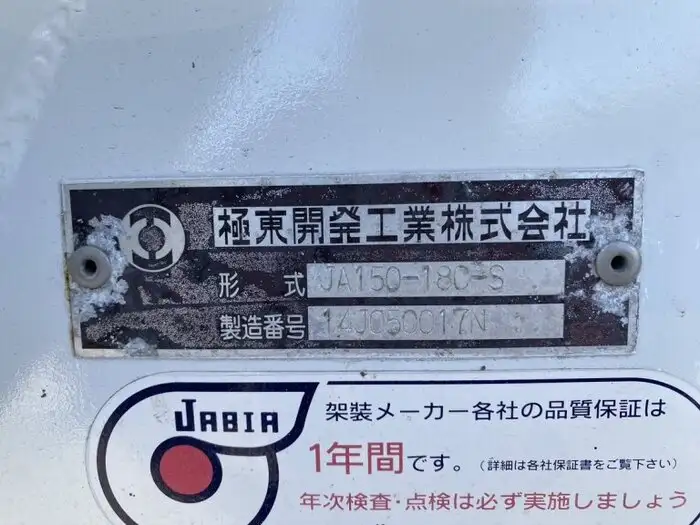 極東開発工業株式会社
形 式 JA150-180-S
製造番号 14J050017N
JABIA
架装メーカー各社の品質保証は
1年間です。(詳細は各社保証書をご覧下さい)
年次検査・点検は必ず実施しましょう